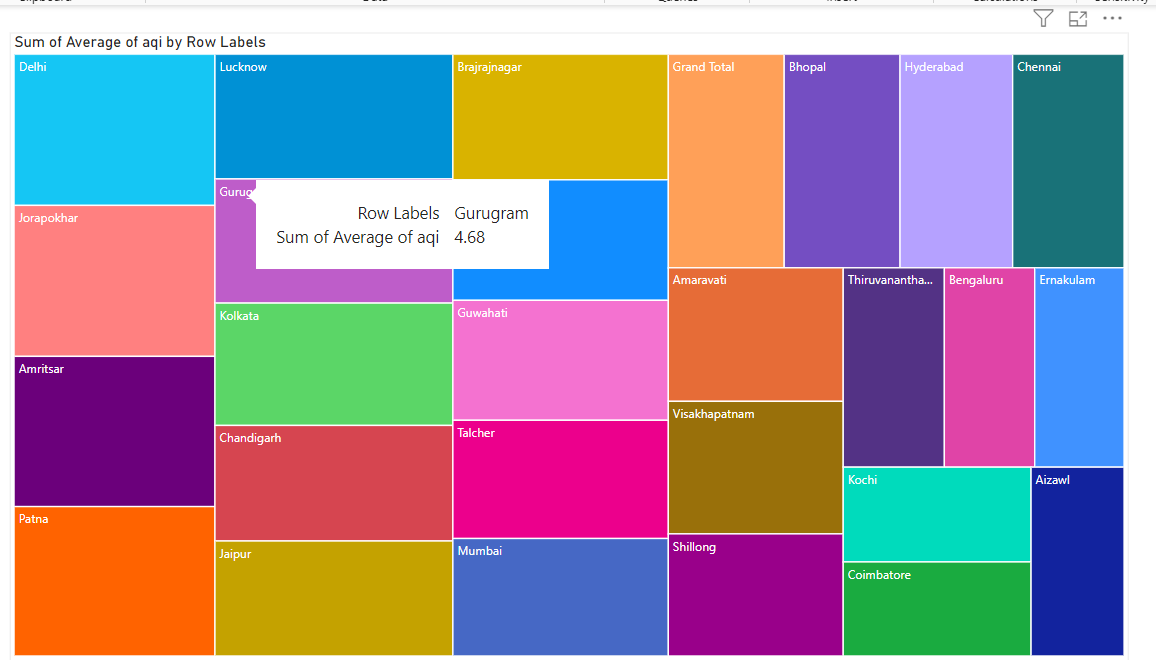 Sum of Average of aqi by Row Labels
Delhi
Lucknow
Brajrajnagar
Grand Total
Bhopal
Hyderabad
Chennai
Gurug
Row Labels Gurugram
Sum of Average of aqi 4.68
Jorapokhar
Amaravati
Thiruvanantha...
Bengaluru
Ernakulam
Kolkata
Guwahati
Amritsar
Visakhapatnam
Chandigarh
Talcher
Kochi
Aizawl
Patna
Shillong
Jaipur
Mumbai
Coimbatore